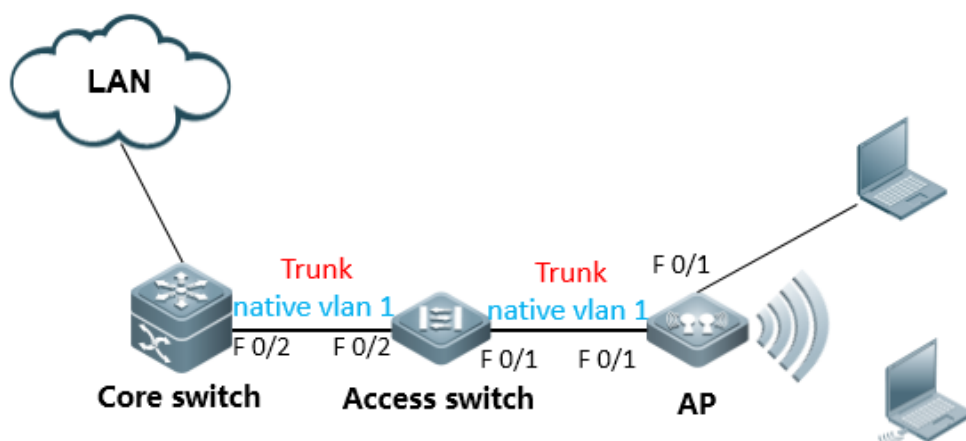 LAN
Trunk
native vlan 1
Trunk
native vlan 1
F 0/1
F 0/2
F 0/2
F 0/1
F 0/1
Core switch
Access switch
AP